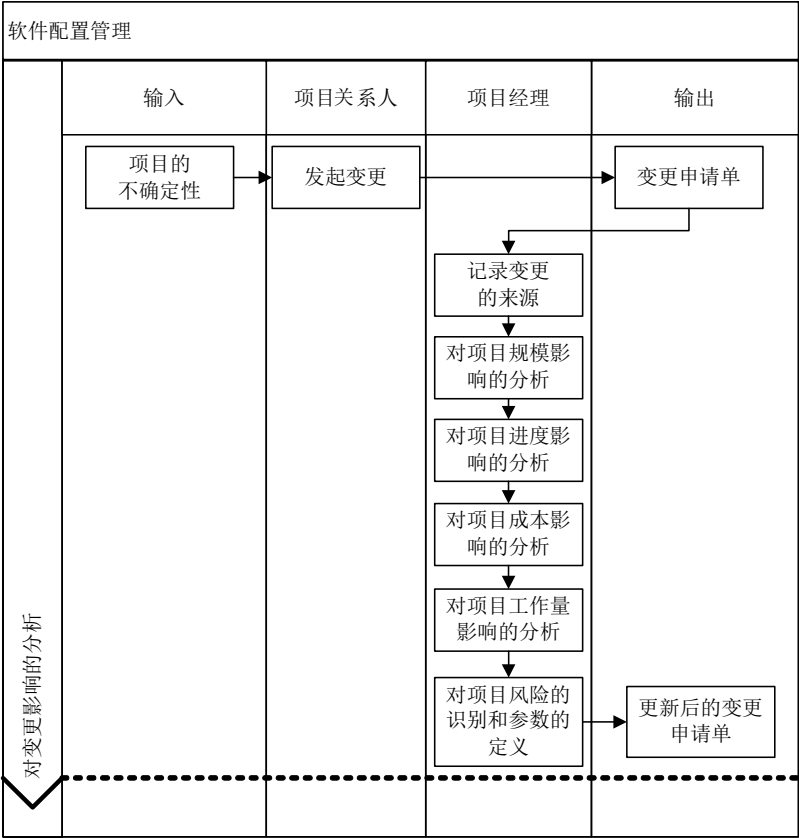 软件配置管理
输入
项目关系人
项目经理
输出
项目的
不确定性
发起变更
变更申请单
记录变更
的来源
对项目规模影
响的分析
对项目进度影
响的分析
对项目成本影
响的分析
对项目工作量
影响的分析
对项目风险的
识别和参数的
定义
更新后的变更
申请单
对变更影响的分析